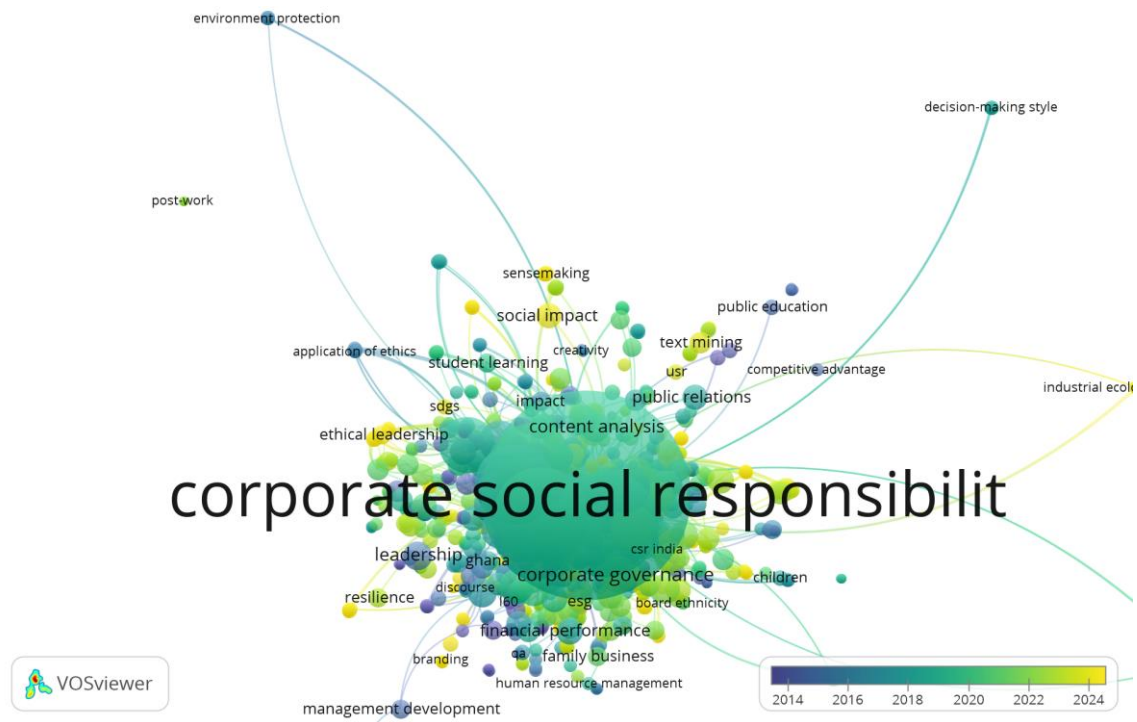 environment protection
decision-making style
post-work
sensemaking
social impact
public education
application of ethics
student learning
creativity
text mining
usr
competitive advantage
industrial ecole
sdgs
impact
public relations
ethical leadership
content analysis
corporate social responsibilit
leadership
ghana
csr india
corporate governance
children
discourse
resilience
l60
esg
board ethnicity
financial performance
branding
qa
family business
human resource management
management development
VOSviewer
2014 2016 2018 2020 2022 2024